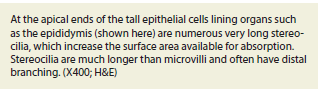 At the apical ends of the tall epithelial cells lining organs such
as the epididymis (shown here) are numerous very long stereo-
cilia, which increase the surface area available for absorption.
Stereocilia are much longer than microvilli and often have distal
branching. (X400; H&E)